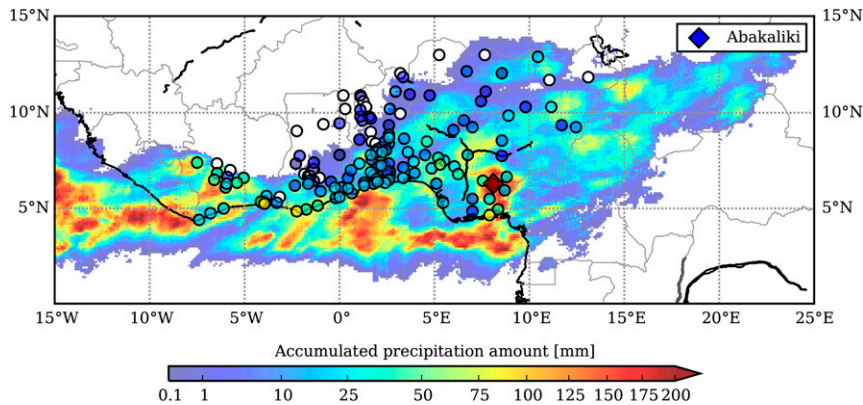 15°N 15°N
Abakaliki
10°N 10°N
5°N 5°N
15°W 10°W 5°W 0°W 5°E 10°E 15°E 20°E 25°E
Accumulated precipitation amount [mm]
0.1 1 10 25 50 75 100 125 150 175 200